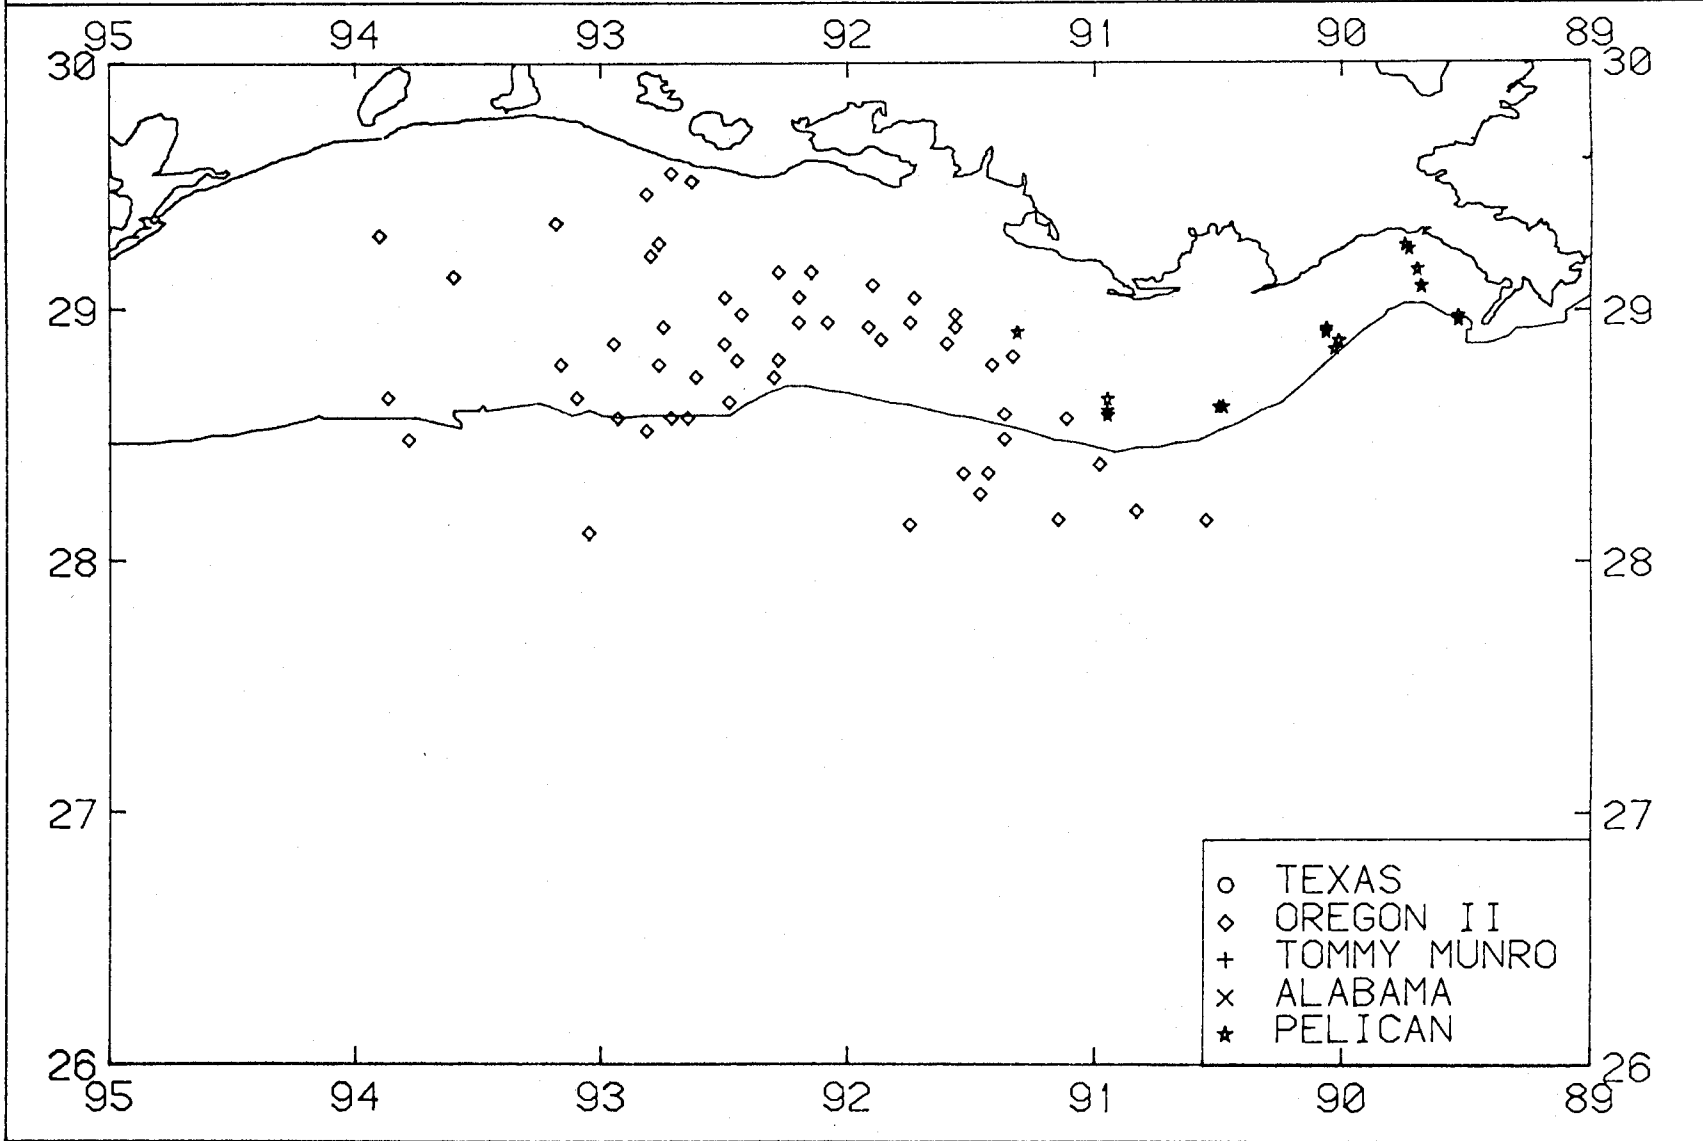 95 94 93 92 91 90 89
30 30
29 29
28 28
27 27
TEXAS
OREGON II
TOMMY MUNRO
ALABAMA
PELICAN
26 26
95 94 93 92 91 90 89